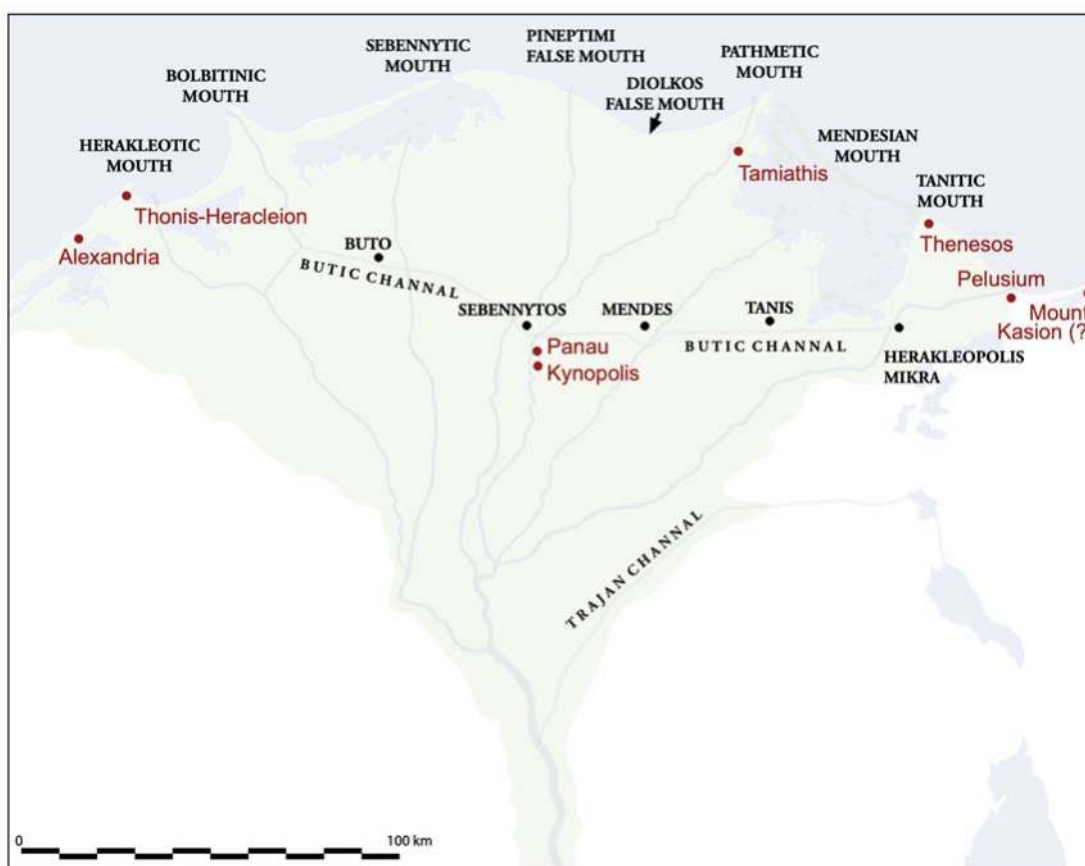 PINEPTIMI
FALSE MOUTH
SEBENNYTIC
MOUTH
PATHMETIC
MOUTH
BOLBITINIC
MOUTH
DIOLKOS
FALSE MOUTH
HERAKLEOTIC
MOUTH
MENDESIAN
MOUTH
Tamiathis
TANITIC
MOUTH
Thonis-Heracleion
Alexandria
BUTO
Thenesos
BUTIC CHANNAL
Pelusium
SEBENNYTOS
MENDES
TANIS
Mount
Kasion (?
Panau
BUTIC CHANNAL
Kynopolis
HERAKLEOPOLIS
MIKRA
TRAJAN CHANNAL
0
100 km